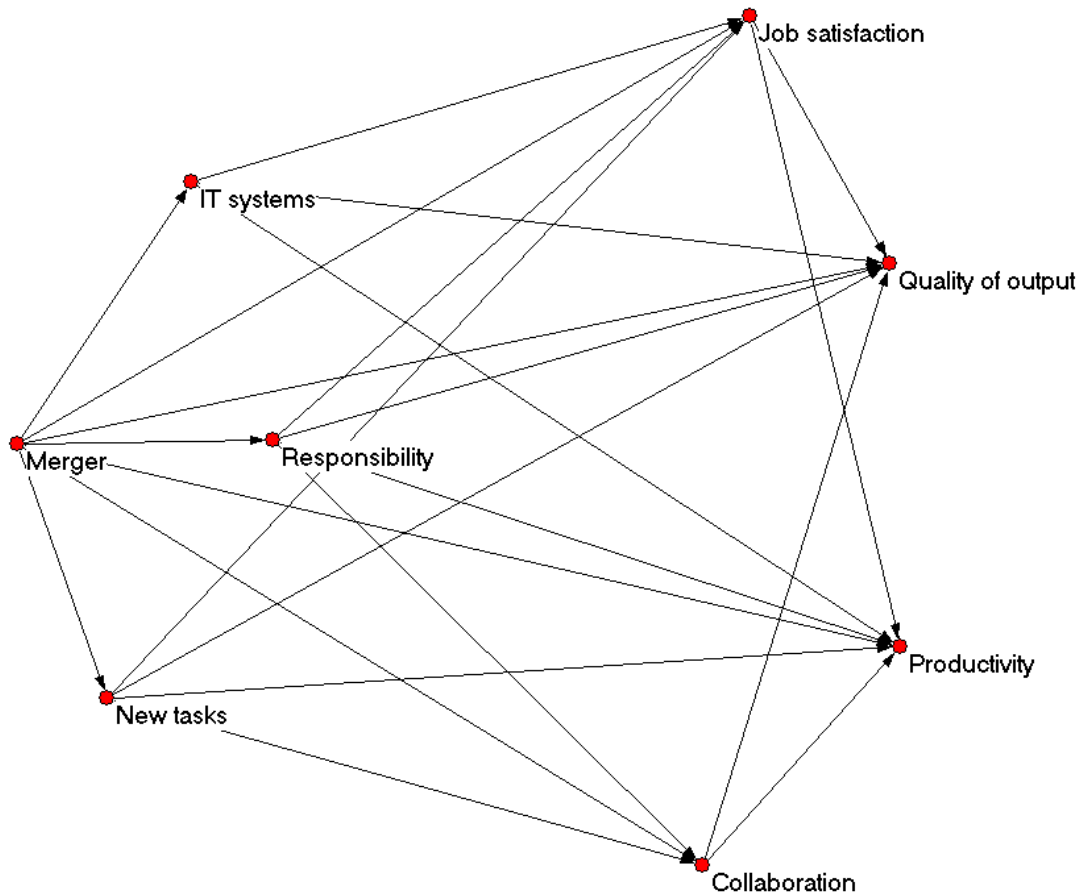 Job satisfaction
IT systems
Quality of output
Responsibility
Merger
Productivity
New tasks
Collaboration